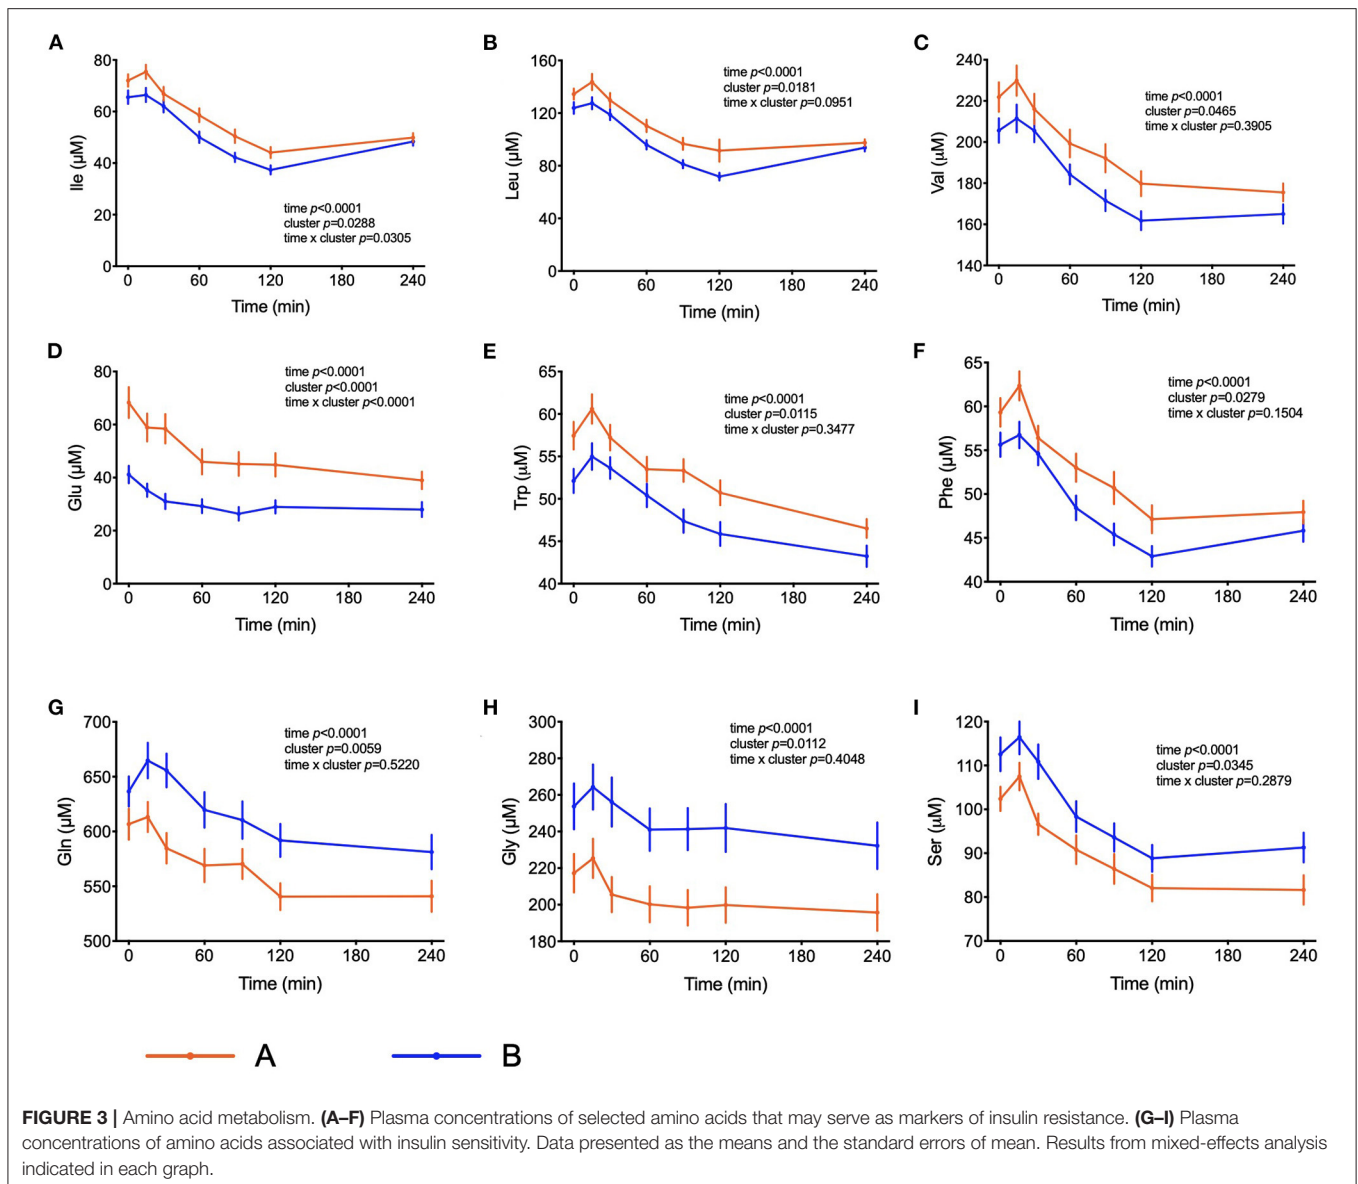 A
80
60
40
20
0
Ile (µM)
time p<0.0001
cluster p=0.0288
time x cluster p=0.0305
0 60 120 180 240
Time (min)
B
160
120
80
40
0
Leu (µM)
time p<0.0001
cluster p=0.0181
time x cluster p=0.0951
0 60 120 180 240
Time (min)
C
240
220
200
180
160
140
Val (µM)
time p<0.0001
cluster p=0.0465
time x cluster p=0.3905
0 60 120 180 240
Time (min)
D
80
60
40
20
0
Glu (µM)
time p<0.0001
cluster p<0.0001
time x cluster p<0.0001
0 60 120 180 240
Time (min)
E
65
60
55
50
45
40
Trp (µM)
time p<0.0001
cluster p=0.0115
time x cluster p=0.3477
0 60 120 180 240
Time (min)
F
65
60
55
50
45
40
Phe (µM)
time p<0.0001
cluster p=0.0279
time x cluster p=0.1504
0 60 120 180 240
Time (min)
G
700
650
600
550
500
Gln (µM)
time p<0.0001
cluster p=0.0059
time x cluster p=0.5220
0 60 120 180 240
Time (min)
H
300
280
260
240
220
200
180
Gly (µM)
time p<0.0001
cluster p=0.0112
time x cluster p=0.4048
0 60 120 180 240
Time (min)
I
120
110
100
90
80
70
Ser (µM)
time p<0.0001
cluster p=0.0345
time x cluster p=0.2879
0 60 120 180 240
Time (min)
A B
FIGURE 3 | Amino acid metabolism. (A–F) Plasma concentrations of selected amino acids that may serve as markers of insulin resistance. (G–I) Plasma
concentrations of amino acids associated with insulin sensitivity. Data presented as the means and the standard errors of mean. Results from mixed-effects analysis
indicated in each graph.